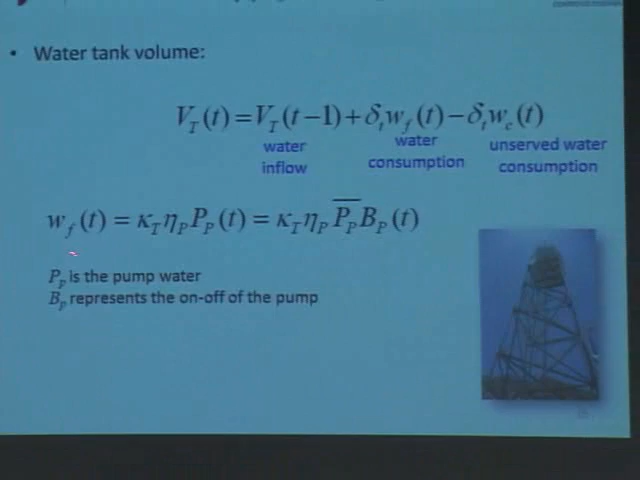 • Water tank volume:
V_T(t) = V_T(t−1) + δ_t w_f(t) − δ_t w_c(t)
water inflow
water consumption
unserved water consumption
w_f(t) = κ_T η_P P_P(t) = κ_T η_P P̅_P B_P(t)
P_p is the pump water
B_p represents the on-off of the pump